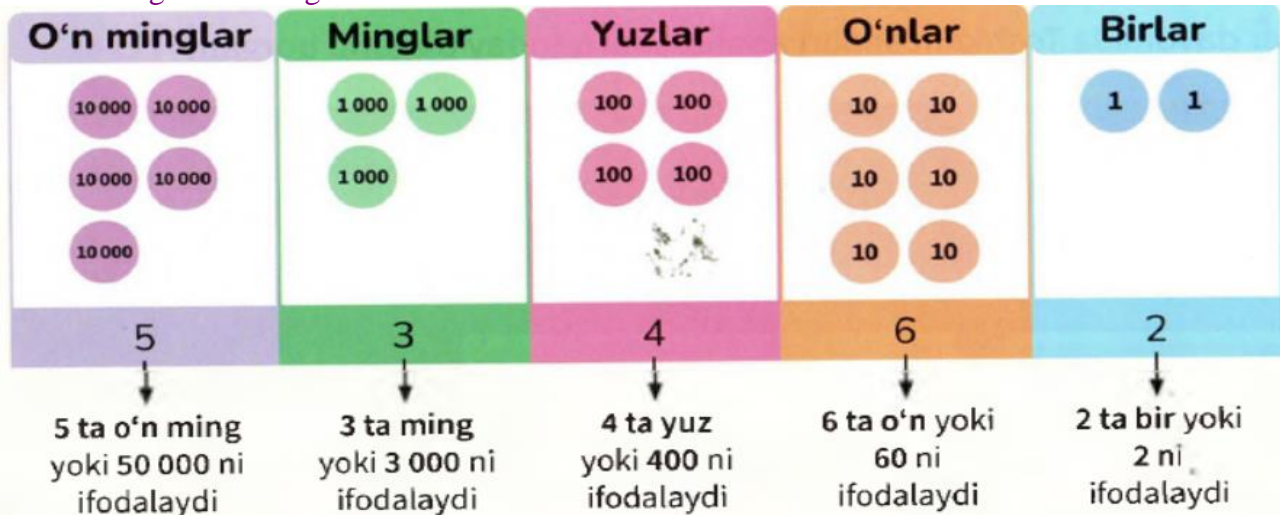 O‘n minglar
Minglar
Yuzlar
O‘nlar
Birlar
10 000 10 000
10 000 10 000
10 000
1 000 1 000
1 000
100 100
100 100
10 10
10 10
10 10
1 1
5
3
4
6
2
5 ta o‘n ming
yoki 50 000 ni
ifodalaydi
3 ta ming
yoki 3 000 ni
ifodalaydi
4 ta yuz
yoki 400 ni
ifodalaydi
6 ta o‘n yoki
60 ni
ifodalaydi
2 ta bir yoki
2 ni
ifodalaydi